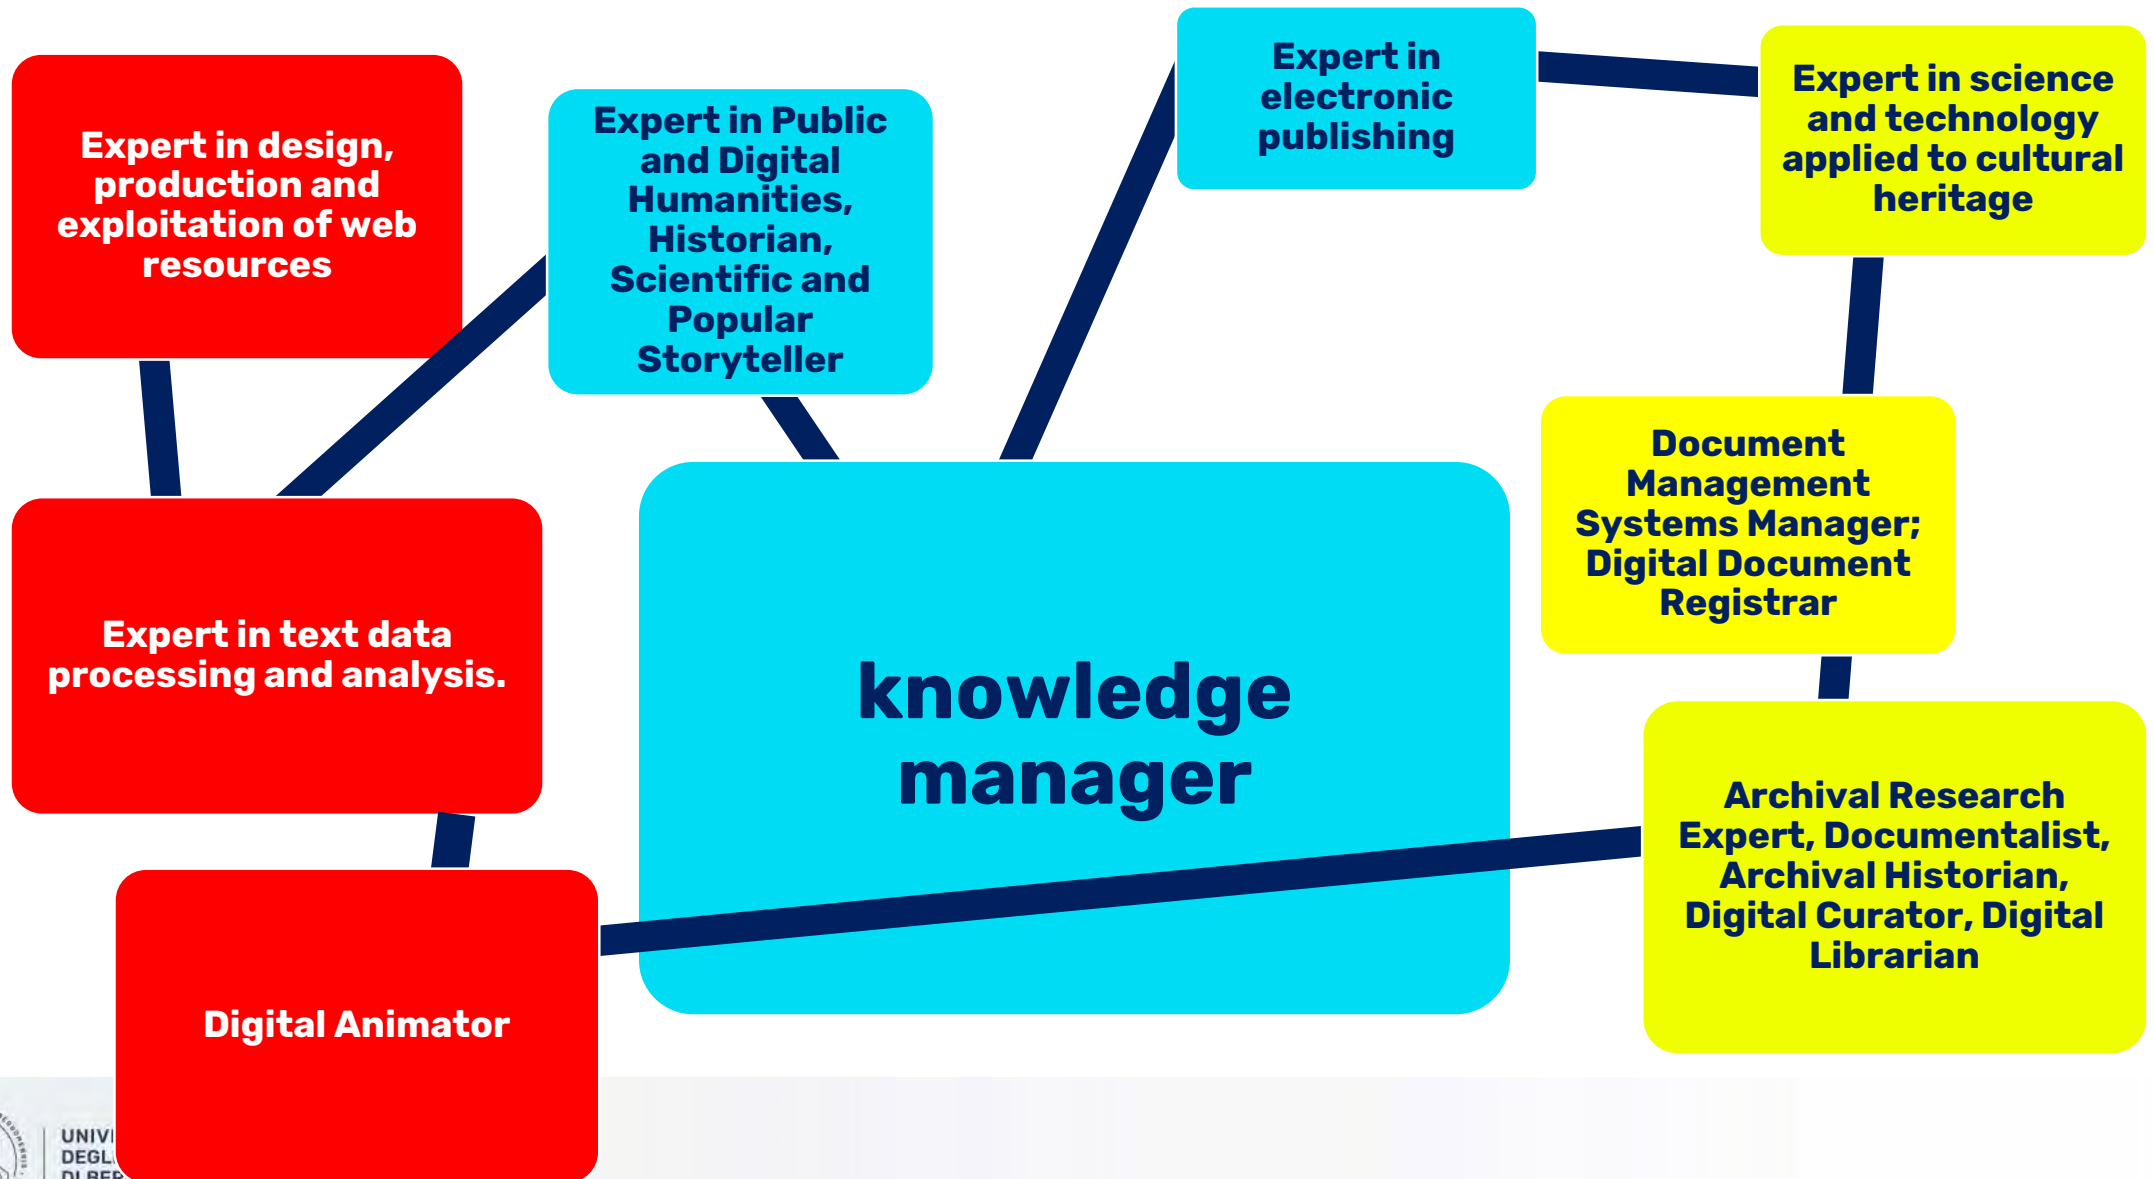 Expert in design,
production and
exploitation of web
resources
Expert in Public
and Digital
Humanities,
Historian,
Scientific and
Popular
Storyteller
Expert in
electronic
publishing
Expert in science
and technology
applied to cultural
heritage
Document
Management
Systems Manager;
Digital Document
Registrar
Expert in text data
processing and analysis.
knowledge
manager
Archival Research
Expert, Documentalist,
Archival Historian,
Digital Curator, Digital
Librarian
Digital Animator